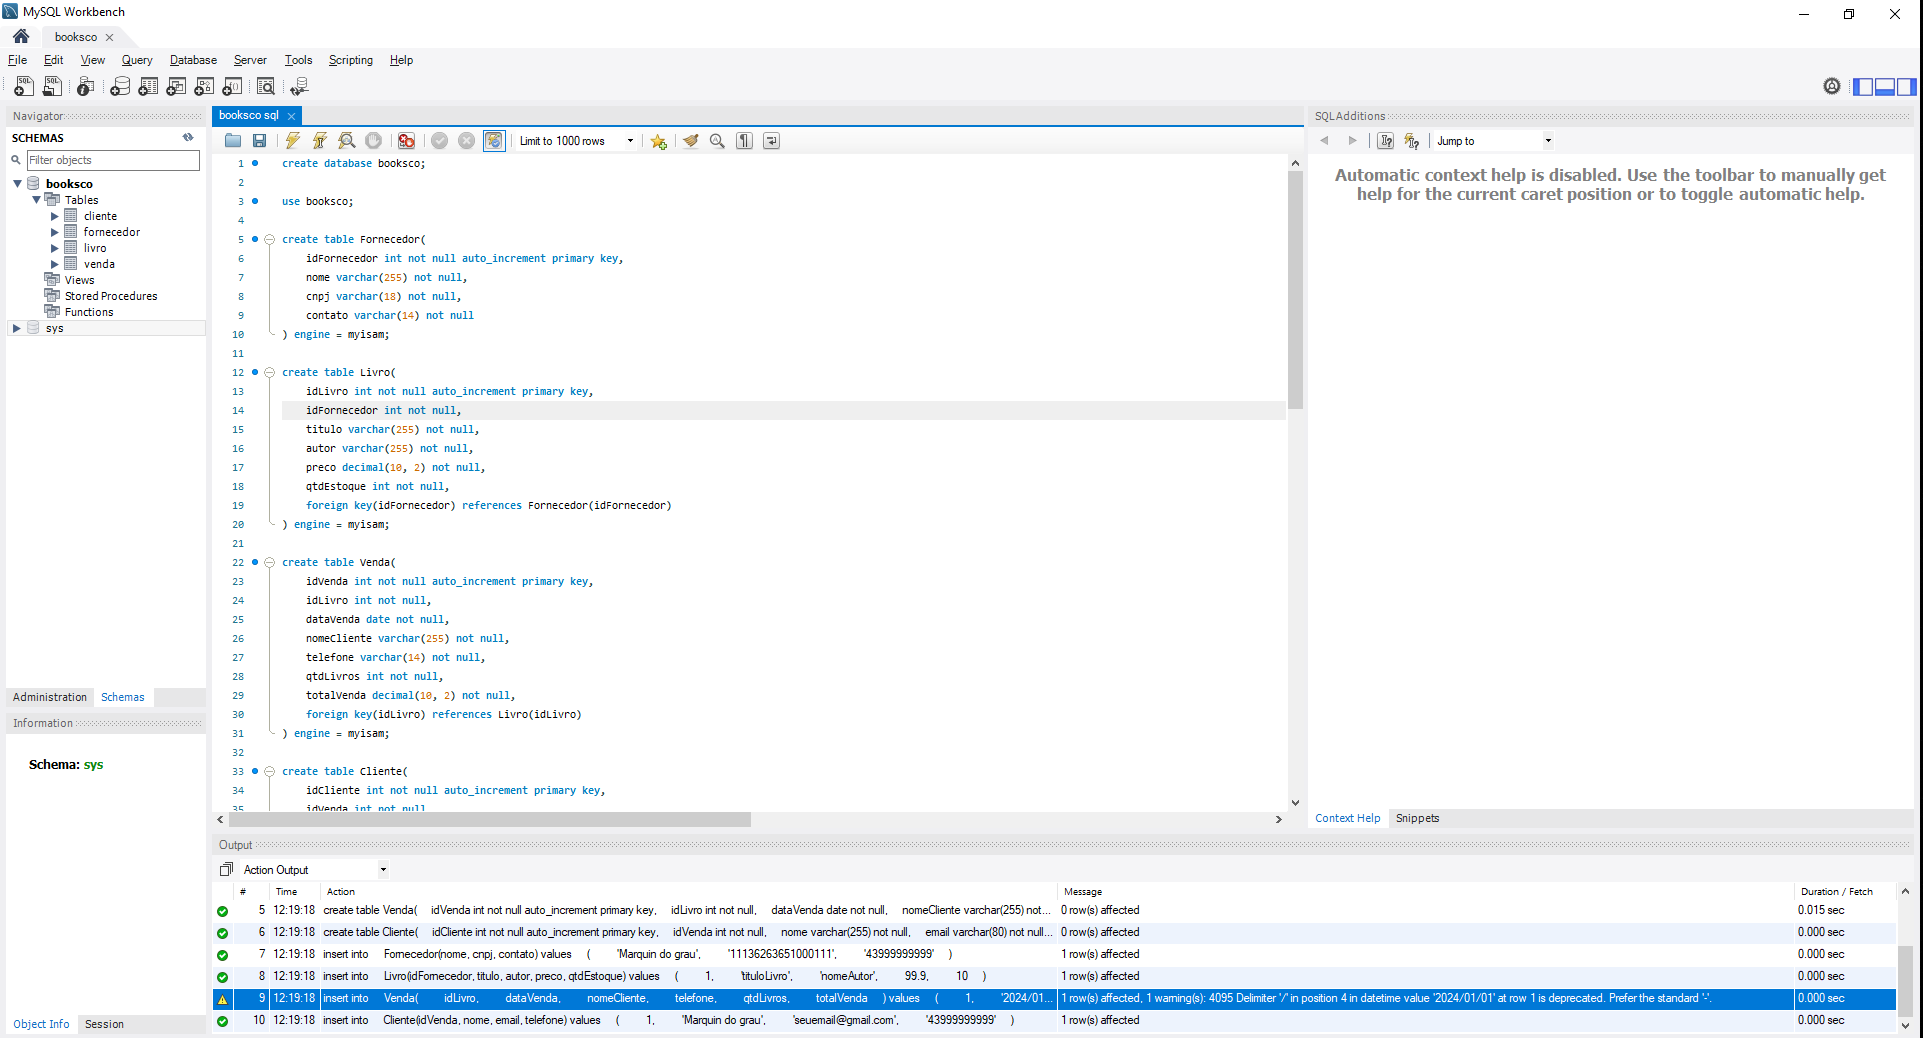 MySQL Workbench
booksco
File Edit View Query Database Server Tools Scripting Help
Navigator
SCHEMAS
Filter objects
booksco
Tables
cliente
fornecedor
livro
venda
Views
Stored Procedures
Functions
sys
Administration Schemas
Information
Schema: sys
Object Info Session
booksco sql
Limit to 1000 rows
1 create database booksco;
2
3 use booksco;
4
5 create table Fornecedor(
6 idFornecedor int not null auto_increment primary key,
7 nome varchar(255) not null,
8 cnpj varchar(18) not null,
9 contato varchar(14) not null
10 ) engine = myisam;
11
12 create table Livro(
13 idLivro int not null auto_increment primary key,
14 idFornecedor int not null,
15 titulo varchar(255) not null,
16 autor varchar(255) not null,
17 preco decimal(10, 2) not null,
18 qtdEstoque int not null,
19 foreign key(idFornecedor) references Fornecedor(idFornecedor)
20 ) engine = myisam;
21
22 create table Venda(
23 idVenda int not null auto_increment primary key,
24 idLivro int not null,
25 dataVenda date not null,
26 nomeCliente varchar(255) not null,
27 telefone varchar(14) not null,
28 qtdLivros int not null,
29 totalVenda decimal(10, 2) not null,
30 foreign key(idLivro) references Livro(idLivro)
31 ) engine = myisam;
32
33 create table Cliente(
34 idCliente int not null auto_increment primary key,
35 idVenda int not null
SQLAdditions
Jump to
Automatic context help is disabled. Use the toolbar to manually get
help for the current caret position or to toggle automatic help.
Context Help Snippets
Output
Action Output
# Time Action Message Duration / Fetch
5 12:19:18 create table Venda( idVenda int not null auto_increment primary key, idLivro int not null, dataVenda date not null, nomeCliente varchar(255) not... 0 row(s) affected 0.015 sec
6 12:19:18 create table Cliente( idCliente int not null auto_increment primary key, idVenda int not null, nome varchar(255) not null, email varchar(80) not null... 0 row(s) affected 0.000 sec
7 12:19:18 insert into Fornecedor(nome, cnpj, contato) values ( 'Marquin do grau', '11136263651000111', '43999999999' ) 1 row(s) affected 0.000 sec
8 12:19:18 insert into Livro(idFornecedor, titulo, autor, preco, qtdEstoque) values ( 1, 'tituloLivro', 'nomeAutor', 99.9, 10 ) 1 row(s) affected 0.000 sec
9 12:19:18 insert into Venda( idLivro, dataVenda, nomeCliente, telefone, qtdLivros, totalVenda ) values ( 1, '2024/01... 1 row(s) affected, 1 warning(s): 4095 Delimiter '/' in position 4 in datetime value '2024/01/01' at row 1 is deprecated. Prefer the standard '-'. 0.000 sec
10 12:19:18 insert into Cliente(idVenda, nome, email, telefone) values ( 1, 'Marquin do grau', 'seuemail@gmail.com', '43999999999' ) 1 row(s) affected 0.000 sec